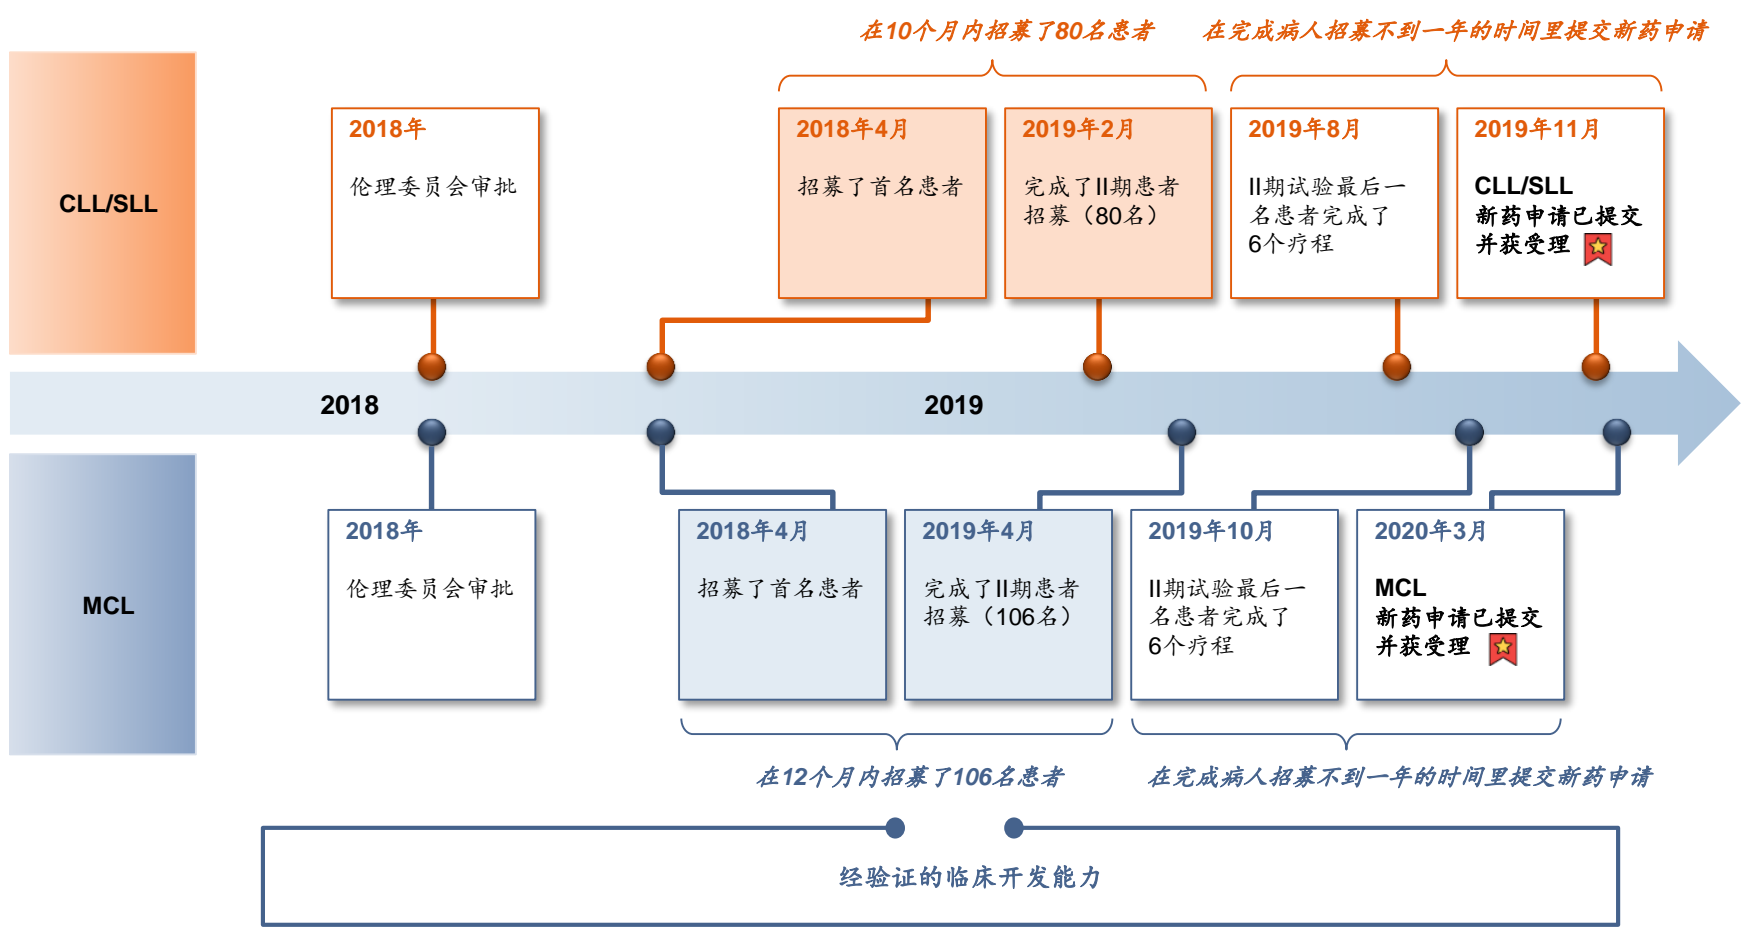 在10个月内招募了80名患者
在完成病人招募不到一年的时间里提交新药申请
CLL/SLL
2018年
伦理委员会审批
2018年4月
招募了首名患者
2019年2月
完成了II期患者
招募（80名）
2019年8月
II期试验最后一
名患者完成了
6个疗程
2019年11月
CLL/SLL
新药申请已提交
并获受理
2018
2019
MCL
2018年
伦理委员会审批
2018年4月
招募了首名患者
2019年4月
完成了II期患者
招募（106名）
2019年10月
II期试验最后一
名患者完成了
6个疗程
2020年3月
MCL
新药申请已提交
并获受理
在12个月内招募了106名患者
在完成病人招募不到一年的时间里提交新药申请
经验证的临床开发能力